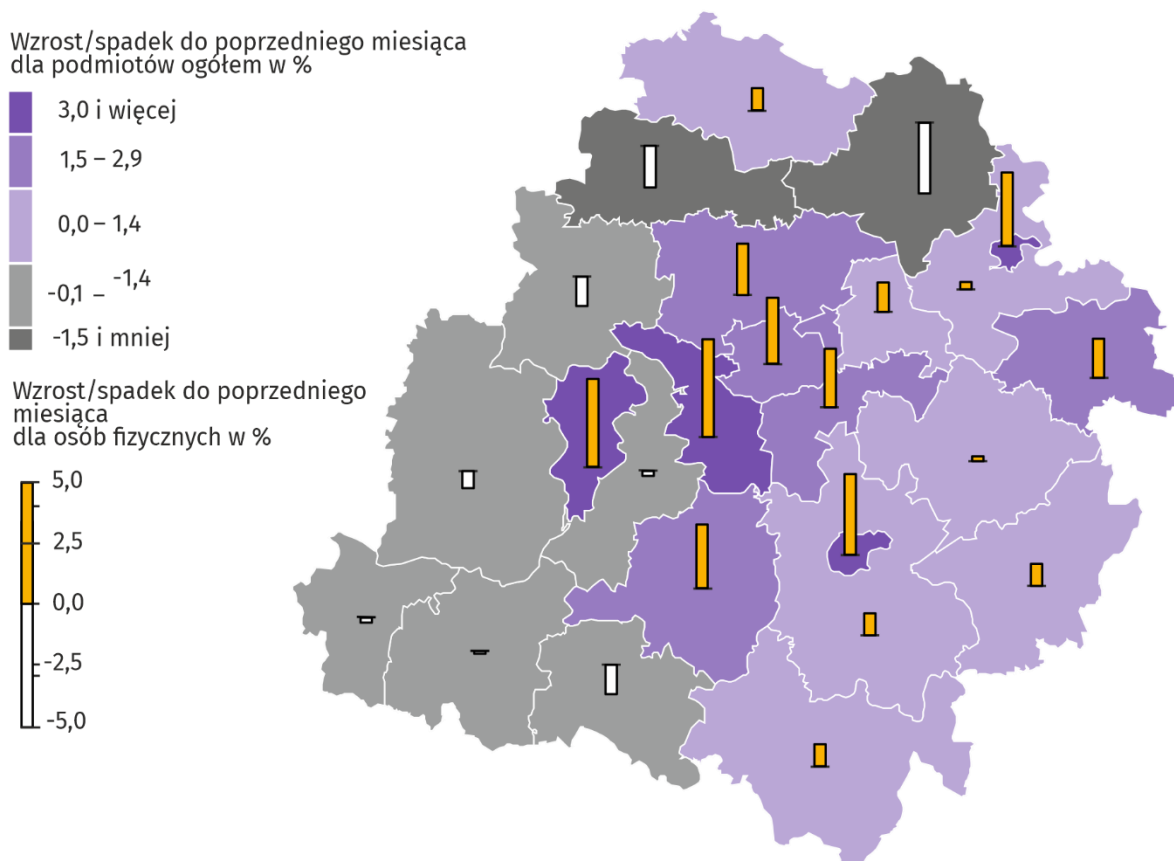 Wzrost/spadek do poprzedniego miesiąca
dla podmiotów ogółem w %
3,0 i więcej
1,5 – 2,9
0,0 – 1,4
-0,1 – -1,4
-1,5 i mniej
Wzrost/spadek do poprzedniego
miesiąca
dla osób fizycznych w %
5,0
2,5
0,0
-2,5
-5,0